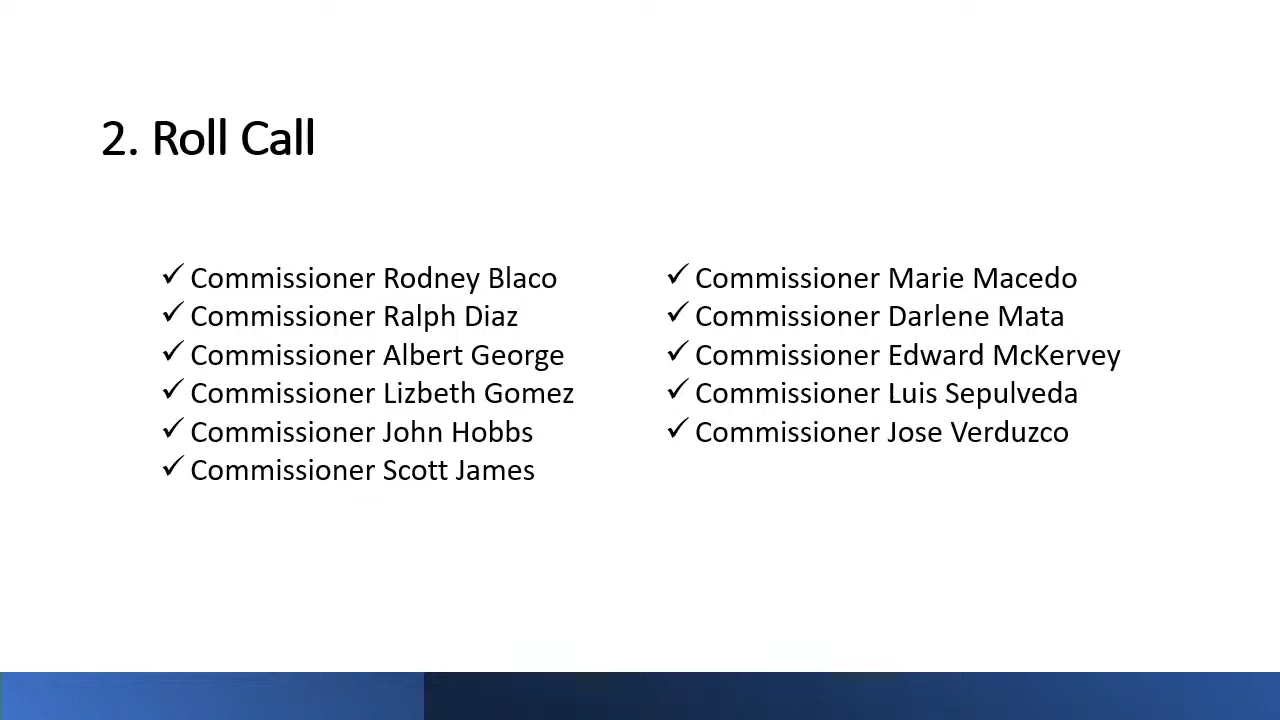 2. Roll Call
✓ Commissioner Rodney Blaco
✓ Commissioner Ralph Diaz
✓ Commissioner Albert George
✓ Commissioner Lizbeth Gomez
✓ Commissioner John Hobbs
✓ Commissioner Scott James
✓ Commissioner Marie Macedo
✓ Commissioner Darlene Mata
✓ Commissioner Edward McKervey
✓ Commissioner Luis Sepulveda
✓ Commissioner Jose Verduzco